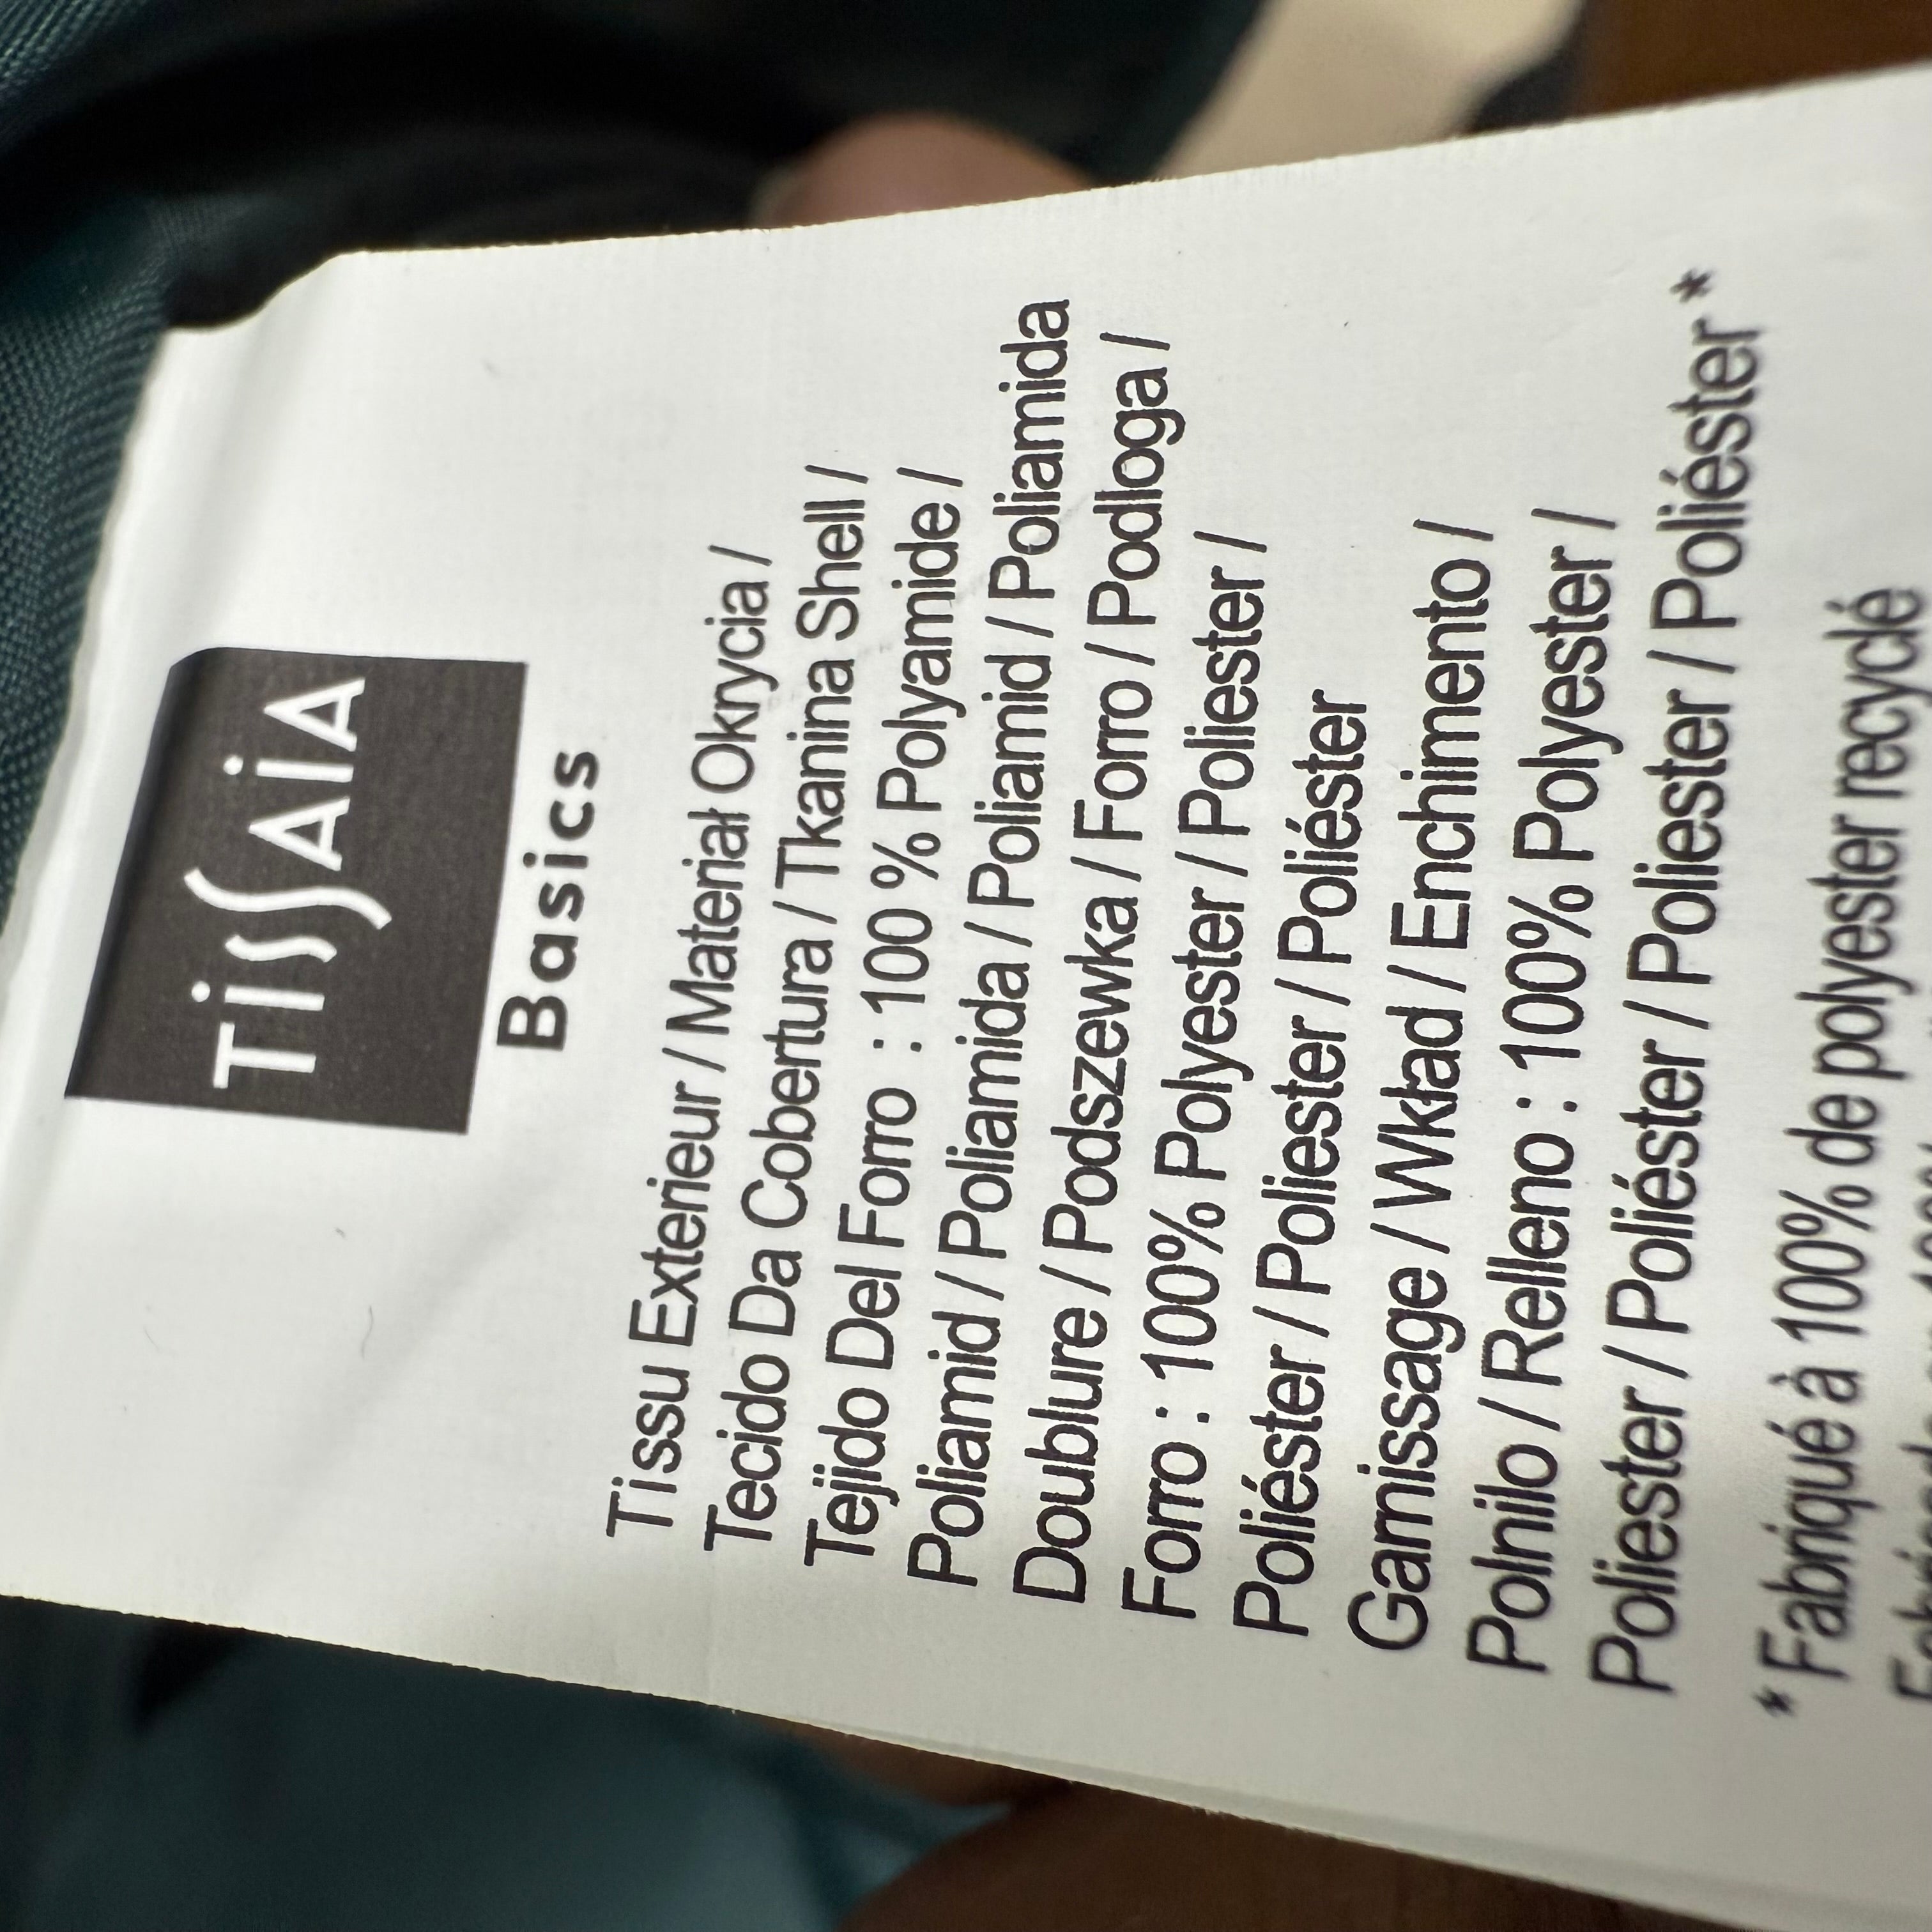 TissAiA
Basics
Tissu Exterieur / Materiał Okrycia /
Tecido Da Cobertura / Tkanina Shell /
Tejido Del Forro : 100 % Polyamide /
Poliamid / Poliamida / Poliamid / Poliamida
Doublure / Podszewka / Forro / Podloga /
Forro : 100% Polyester / Poliester /
Poliéster / Poliester / Poliéster
Garnissage / Wkład / Enchimento /
Polnilo / Relleno : 100% Polyester /
Poliester / Poliéster / Poliester / Poliéster *
*Fabriqué à 100% de polyester recyclé